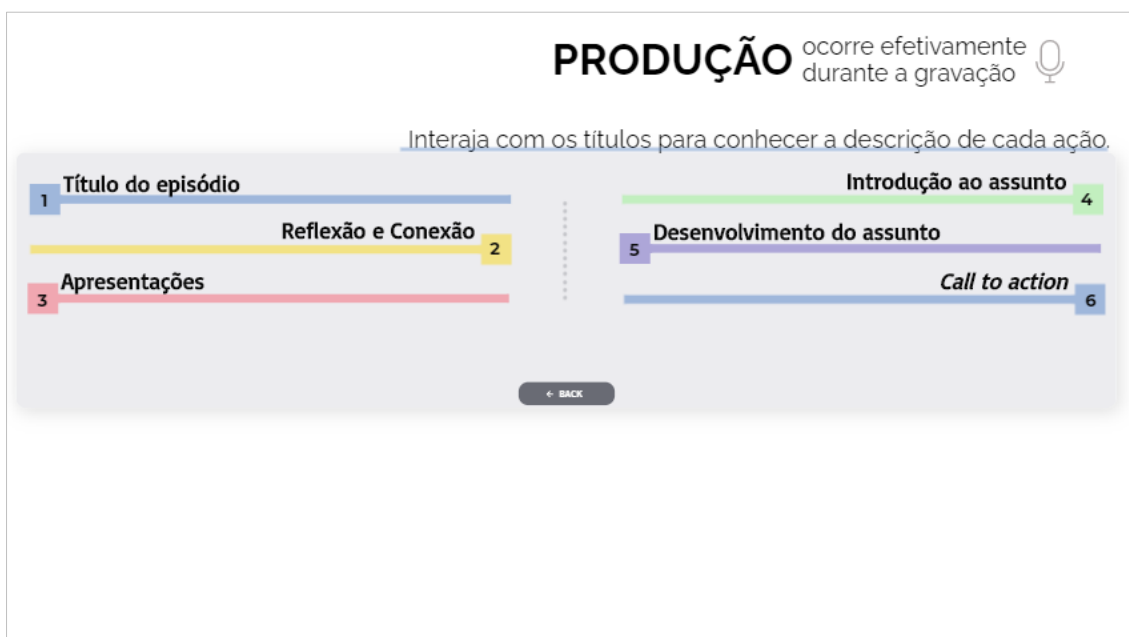 PRODUÇÃO ocorre efetivamente
durante a gravação
Interaja com os títulos para conhecer a descrição de cada ação.
1 Título do episódio
Reflexão e Conexão 2
3 Apresentações
Introdução ao assunto 4
5 Desenvolvimento do assunto
Call to action 6
← BACK